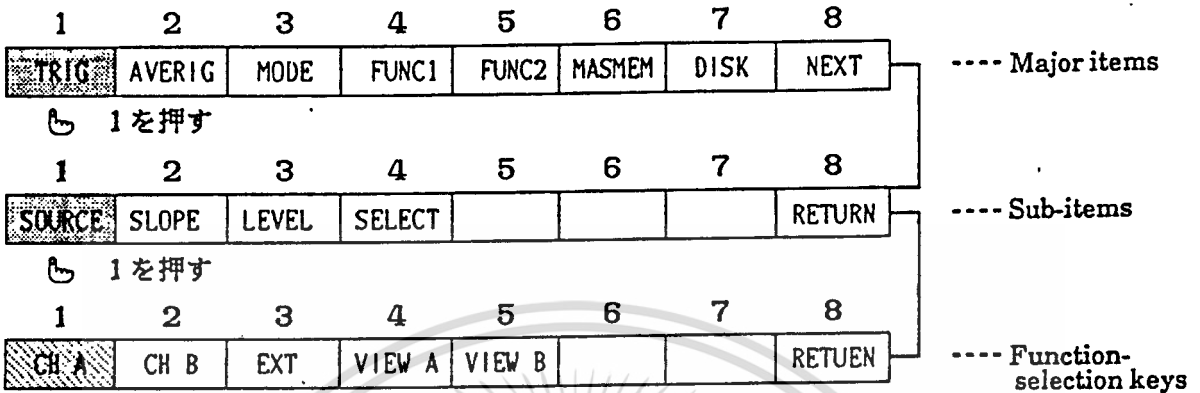 1 2 3 4 5 6 7 8
TRIG AVERIG MODE FUNC1 FUNC2 MASMEM DISK NEXT ---- Major items
1を押す
1 2 3 4 5 6 7 8
SOURCE SLOPE LEVEL SELECT RETURN ---- Sub-items
1を押す
1 2 3 4 5 6 7 8
CH A CH B EXT VIEW A VIEW B RETUEN ---- Function-
selection keys